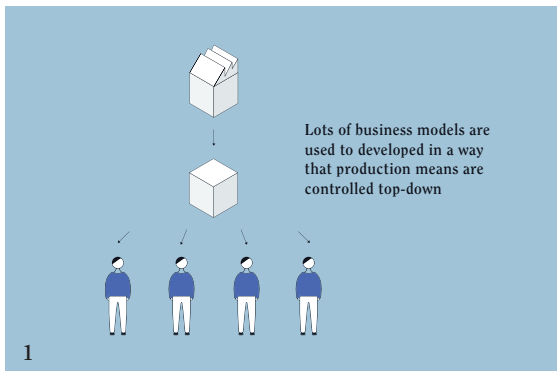 Lots of business models are
used to developed in a way
that production means are
controlled top-down
1